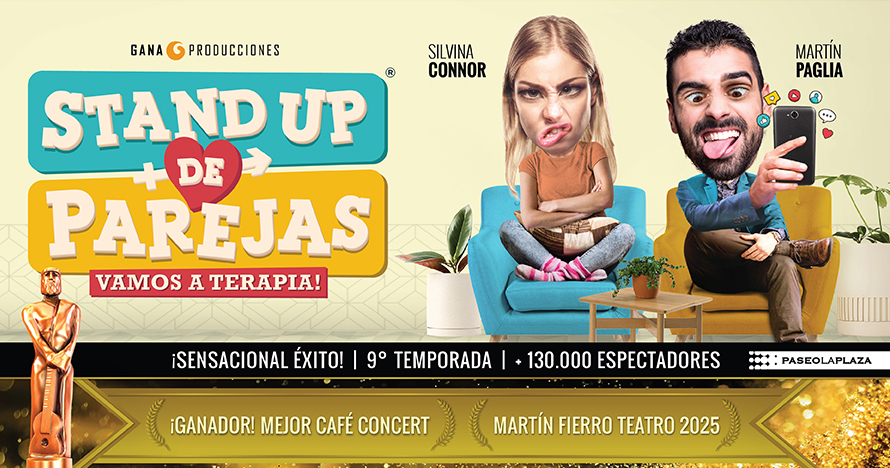 GANA PRODUCCIONES
STAND UP
®
DE
PAREJAS
VAMOS A TERAPIA!
SILVINA
CONNOR
MARTÍN
PAGLIA
¡SENSACIONAL ÉXITO! | 9° TEMPORADA | + 130.000 ESPECTADORES
PASEOLAPLAZA
¡GANADOR! MEJOR CAFÉ CONCERT
MARTÍN FIERRO TEATRO 2025